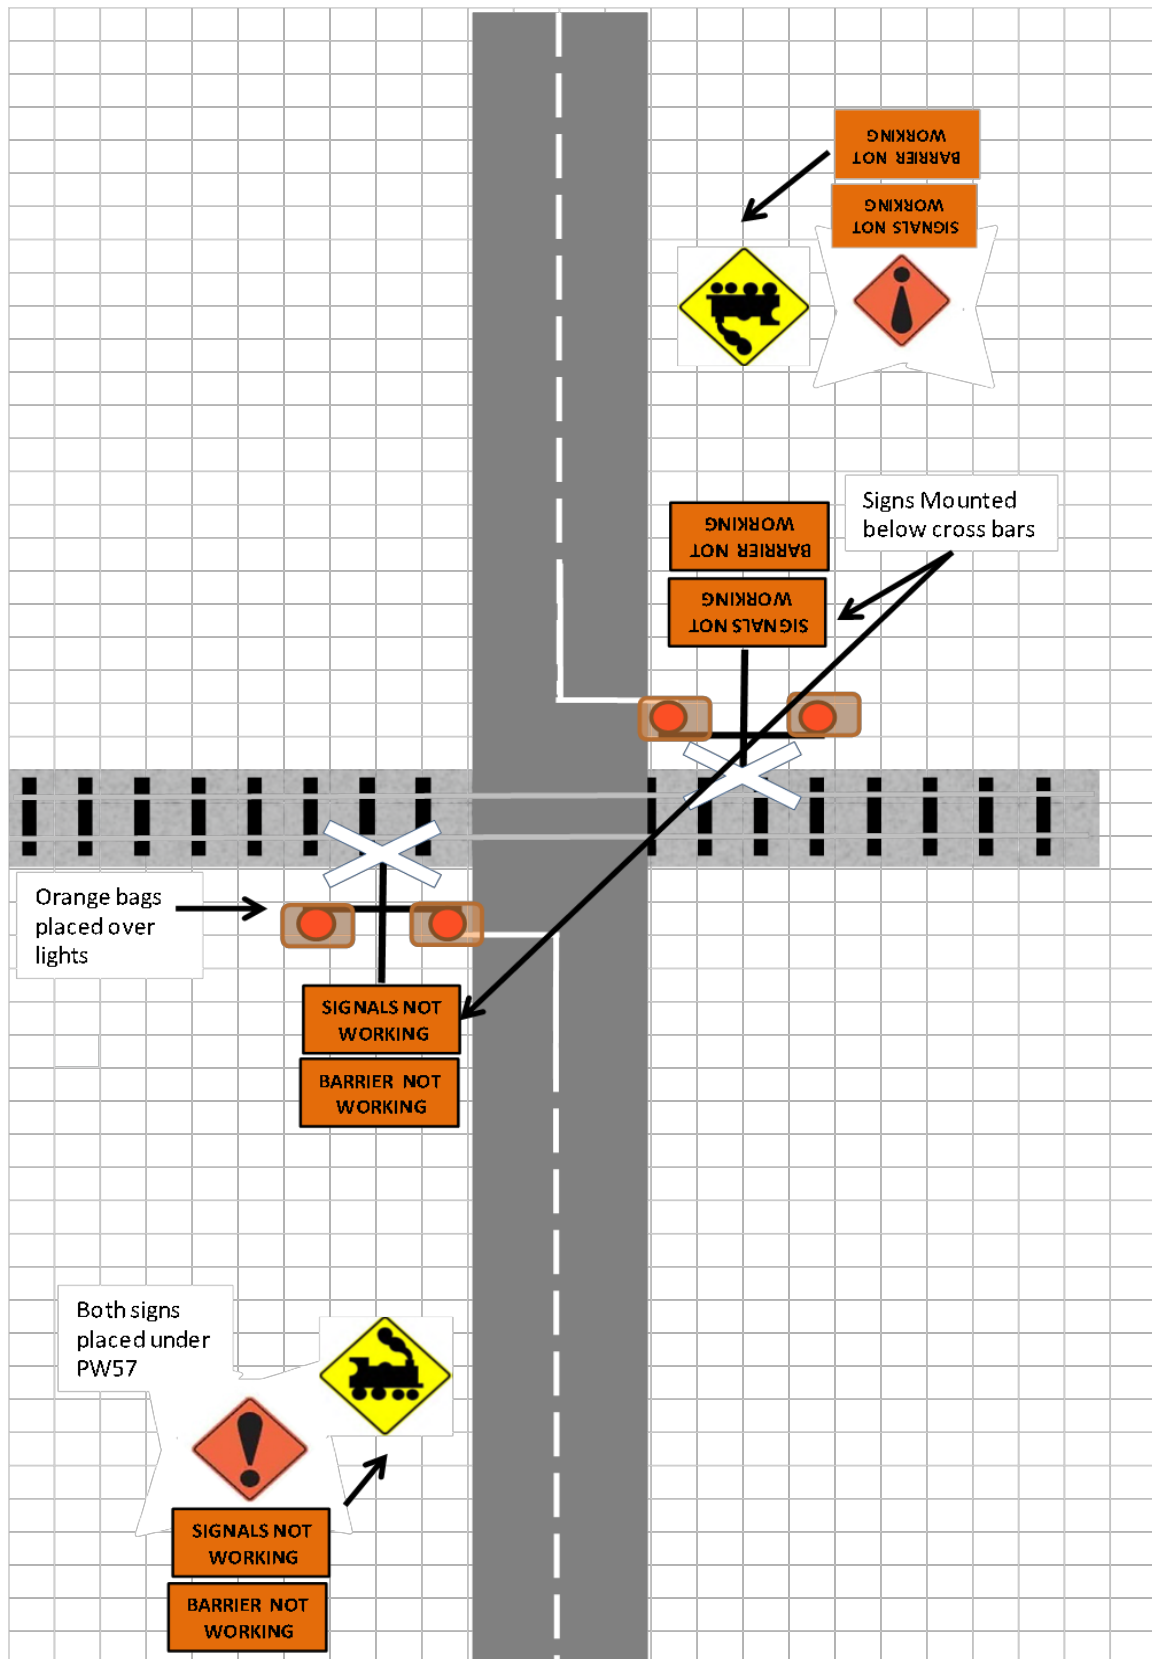 BARRIER NOT
WORKING
SIGNALS NOT
WORKING
Signs Mounted
below cross bars
BARRIER NOT
WORKING
SIGNALS NOT
WORKING
Orange bags
placed over
lights
SIGNALS NOT
WORKING
BARRIER NOT
WORKING
Both signs
placed under
PW57
SIGNALS NOT
WORKING
BARRIER NOT
WORKING